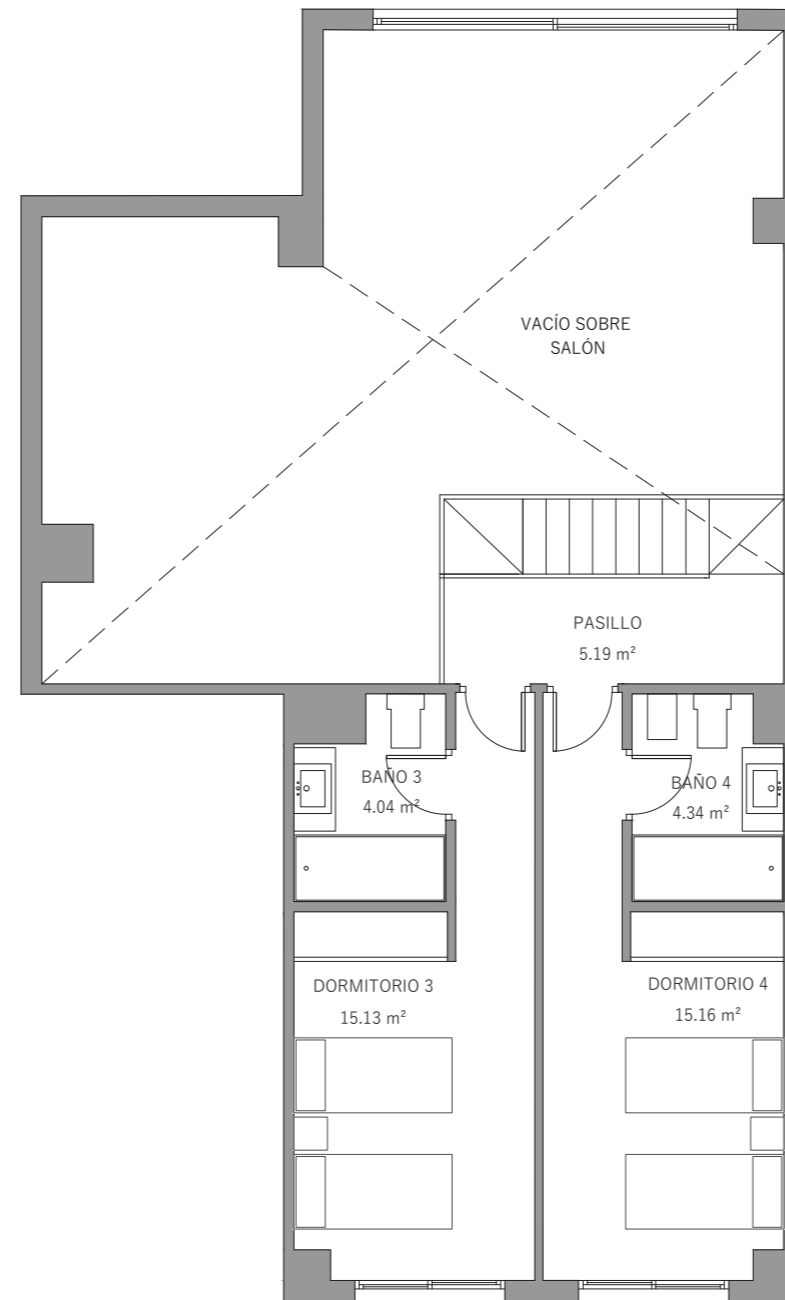 VACÍO SOBRE
SALÓN
PASILLO
5.19 m²
BAÑO 3
4.04 m²
BAÑO 4
4.34 m²
DORMITORIO 3
15.13 m²
DORMITORIO 4
15.16 m²